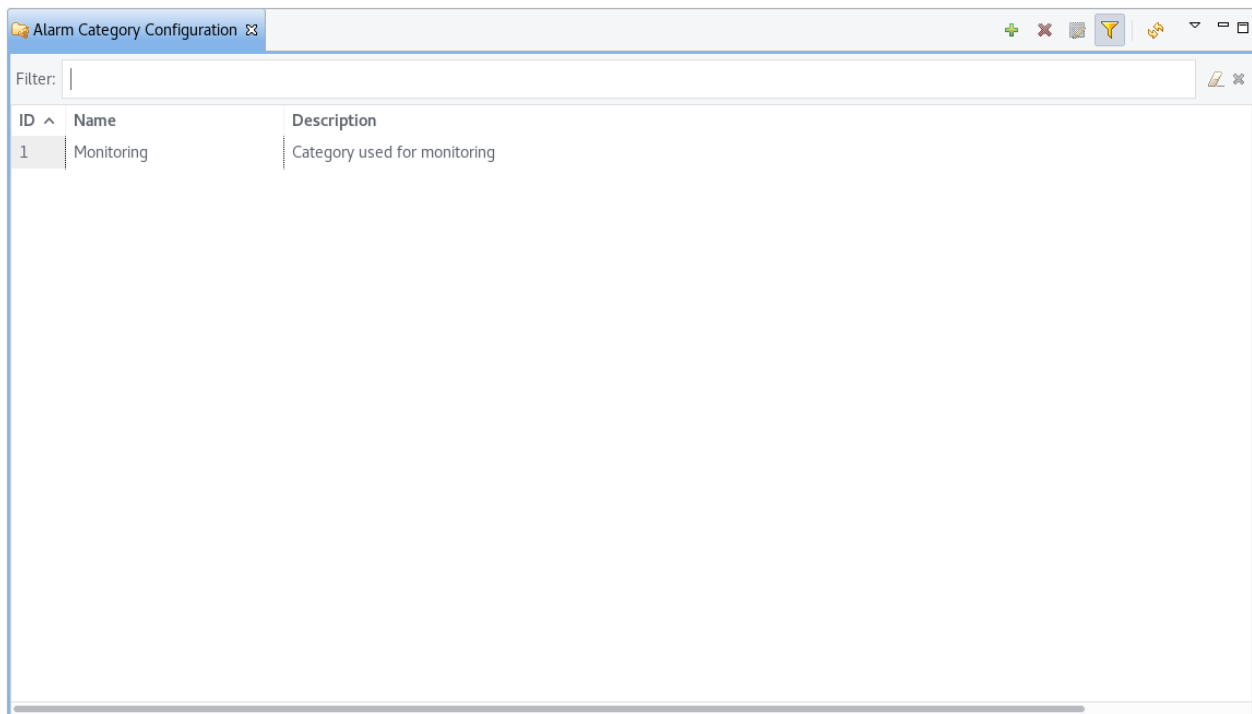 Alarm Category Configuration
Filter:
ID Name Description
1 Monitoring Category used for monitoring